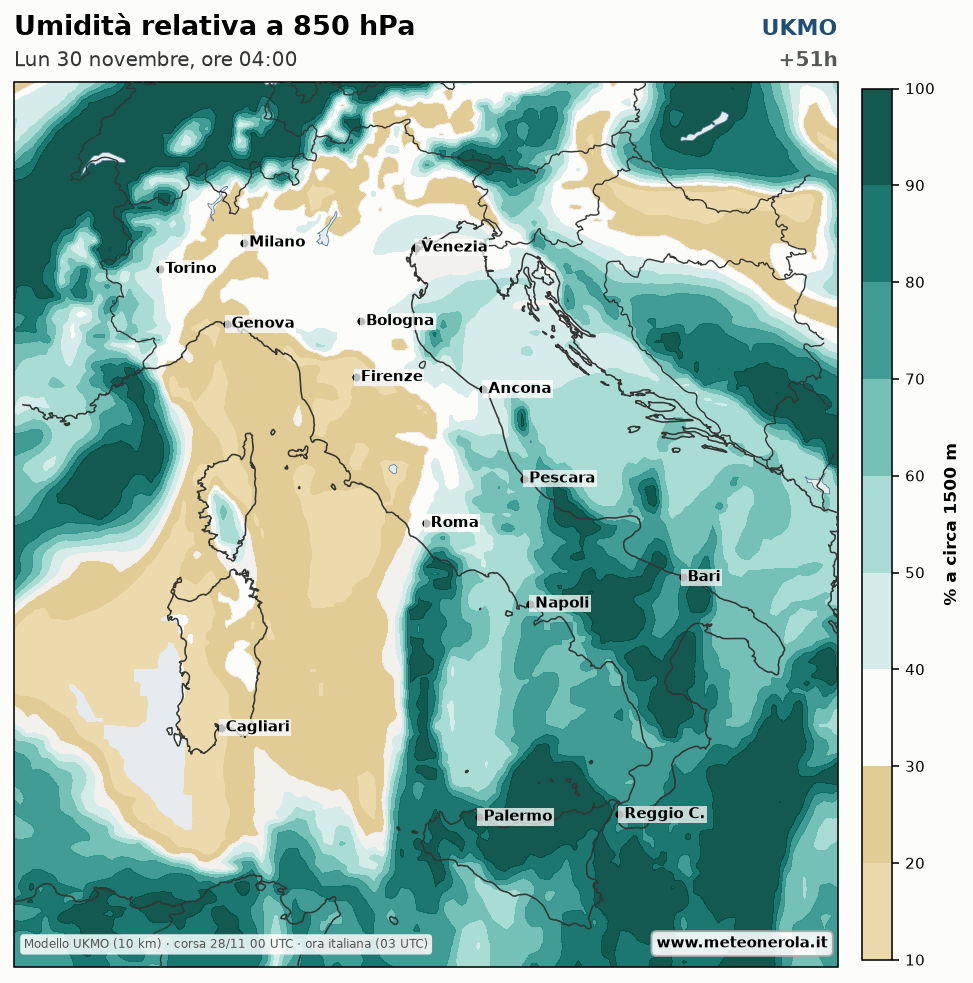 Umidità relativa a 850 hPa
UKMO
Lun 30 novembre, ore 04:00
+51h
100
90
80
70
60
50
40
30
20
10
% a circa 1500 m
Milano
Venezia
Torino
Genova
Bologna
Firenze
Ancona
Pescara
Roma
Bari
Napoli
Cagliari
Palermo
Reggio C.
Modello UKMO (10 km) · corsa 28/11 00 UTC · ora italiana (03 UTC)
www.meteonerola.it